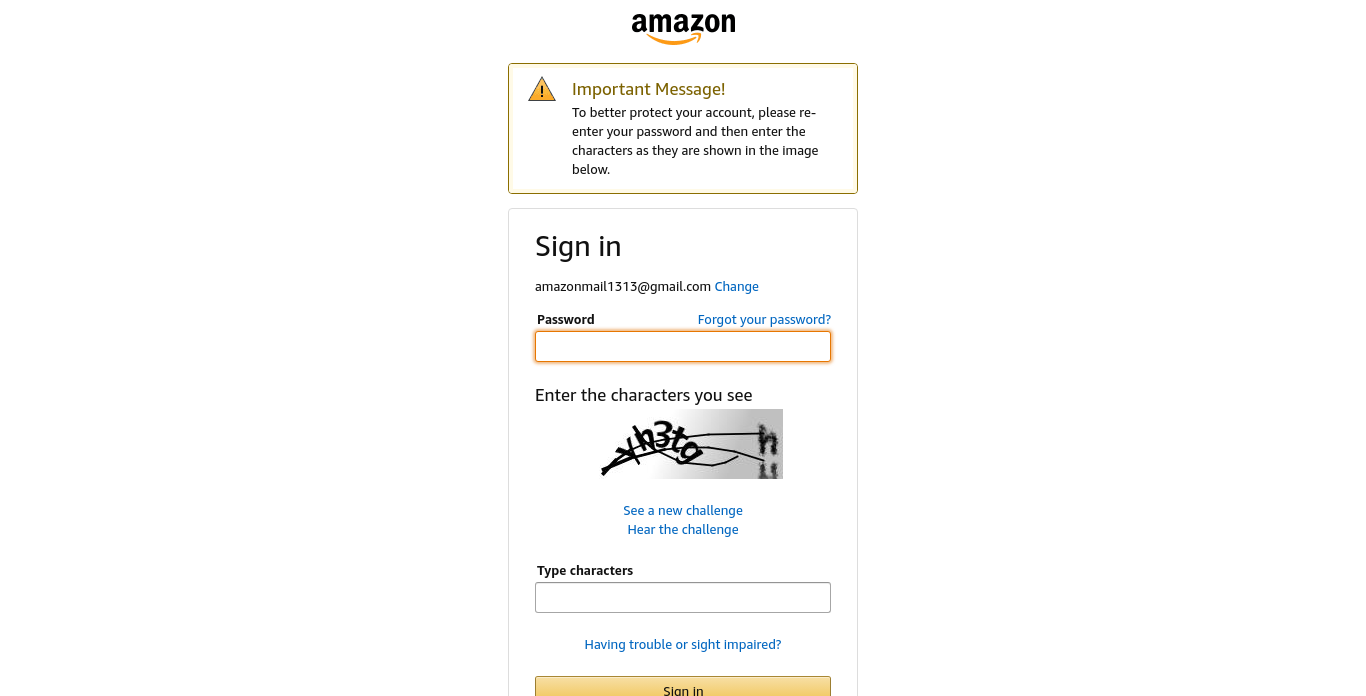 amazon
Important Message!
To better protect your account, please re-
enter your password and then enter the
characters as they are shown in the image
below.
Sign in
amazonmail1313@gmail.com Change
Password Forgot your password?
Enter the characters you see
See a new challenge
Hear the challenge
Type characters
Having trouble or sight impaired?
Sign in